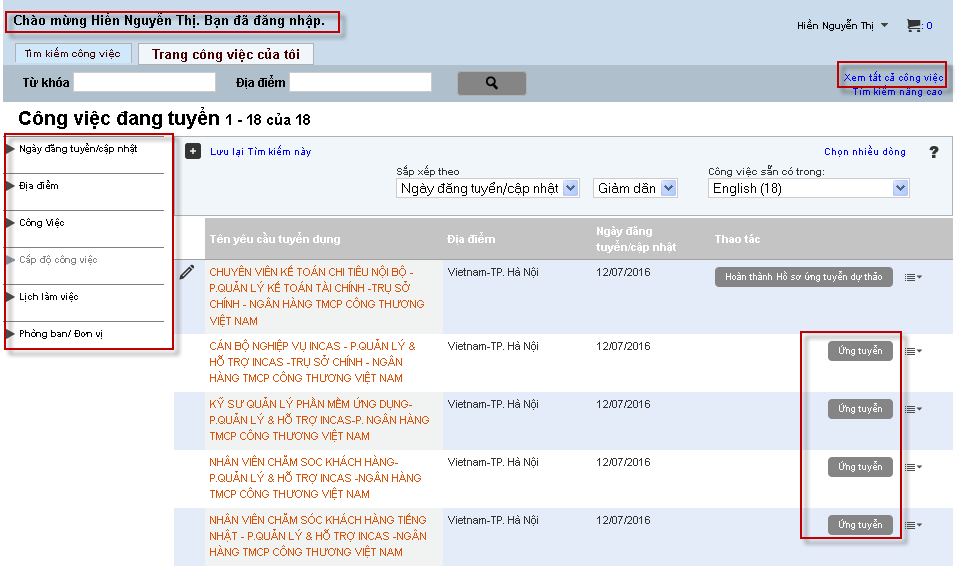 Chào mừng Hiền Nguyễn Thị. Bạn đã đăng nhập.
Hiền Nguyễn Thị
: 0
Tìm kiếm công việc
Trang công việc của tôi
Từ khóa
Địa điểm
Xem tất cả công việc
Tìm kiếm nâng cao
Công việc đang tuyển 1 - 18 của 18
Ngày đăng tuyển/cập nhật
Địa điểm
Công Việc
Cấp độ công việc
Lịch làm việc
Phòng ban/ Đơn vị
+ Lưu lại Tìm kiếm này
Chọn nhiều dòng
?
Sắp xếp theo
Công việc sẵn có trong:
Ngày đăng tuyển/cập nhật
Giảm dần
English (18)
Tên yêu cầu tuyển dụng
Địa điểm
Ngày đăng
tuyển/cập nhật
Thao tác
CHUYÊN VIÊN KẾ TOÁN CHI TIÊU NỘI BỘ -
P.QUẢN LÝ KẾ TOÁN TÀI CHÍNH -TRỤ SỞ
CHÍNH - NGÂN HÀNG TMCP CÔNG THƯƠNG
VIỆT NAM
Vietnam-TP. Hà Nội
12/07/2016
Hoàn thành Hồ sơ ứng tuyển dự thảo
CÁN BỘ NGHIỆP VỤ INCAS - P.QUẢN LÝ &
HỖ TRỢ INCAS -TRỤ SỞ CHÍNH - NGÂN
HÀNG TMCP CÔNG THƯƠNG VIỆT NAM
Vietnam-TP. Hà Nội
12/07/2016
Ứng tuyển
KỸ SƯ QUẢN LÝ PHẦN MỀM ỨNG DỤNG-
P.QUẢN LÝ & HỖ TRỢ INCAS-P. NGÂN HÀNG
TMCP CÔNG THƯƠNG VIỆT NAM
Vietnam-TP. Hà Nội
12/07/2016
Ứng tuyển
NHÂN VIÊN CHĂM SOC KHÁCH HÀNG-
P.QUẢN LÝ & HỖ TRỢ INCAS -NGÂN HÀNG
TMCP CÔNG THƯƠNG VIỆT NAM
Vietnam-TP. Hà Nội
12/07/2016
Ứng tuyển
NHÂN VIÊN CHĂM SÓC KHÁCH HÀNG TIẾNG
NHẬT - P.QUẢN LÝ & HỖ TRỢ INCAS -NGÂN
HÀNG TMCP CÔNG THƯƠNG VIỆT NAM
Vietnam-TP. Hà Nội
12/07/2016
Ứng tuyển